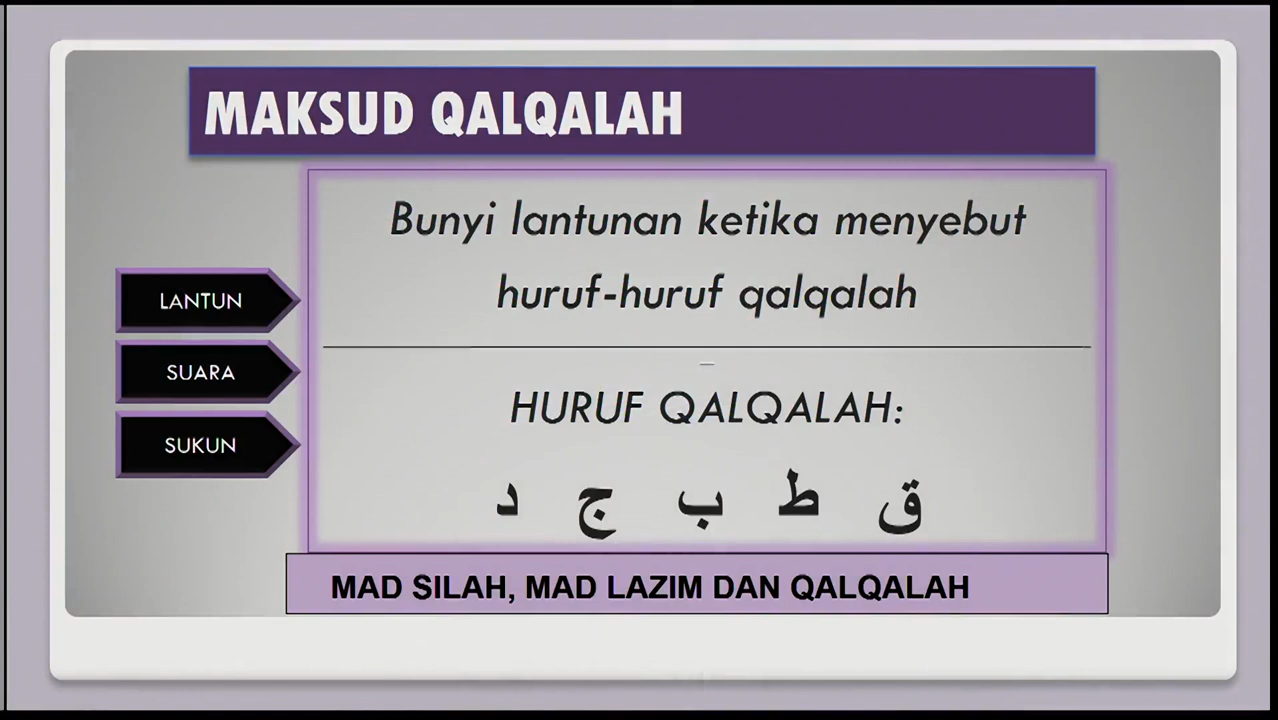 MAKSUD QALQALAH
Bunyi lantunan ketika menyebut
huruf-huruf qalqalah
LANTUN
SUARA
SUKUN
HURUF QALQALAH:
ق ط ب ج د
MAD SILAH, MAD LAZIM DAN QALQALAH